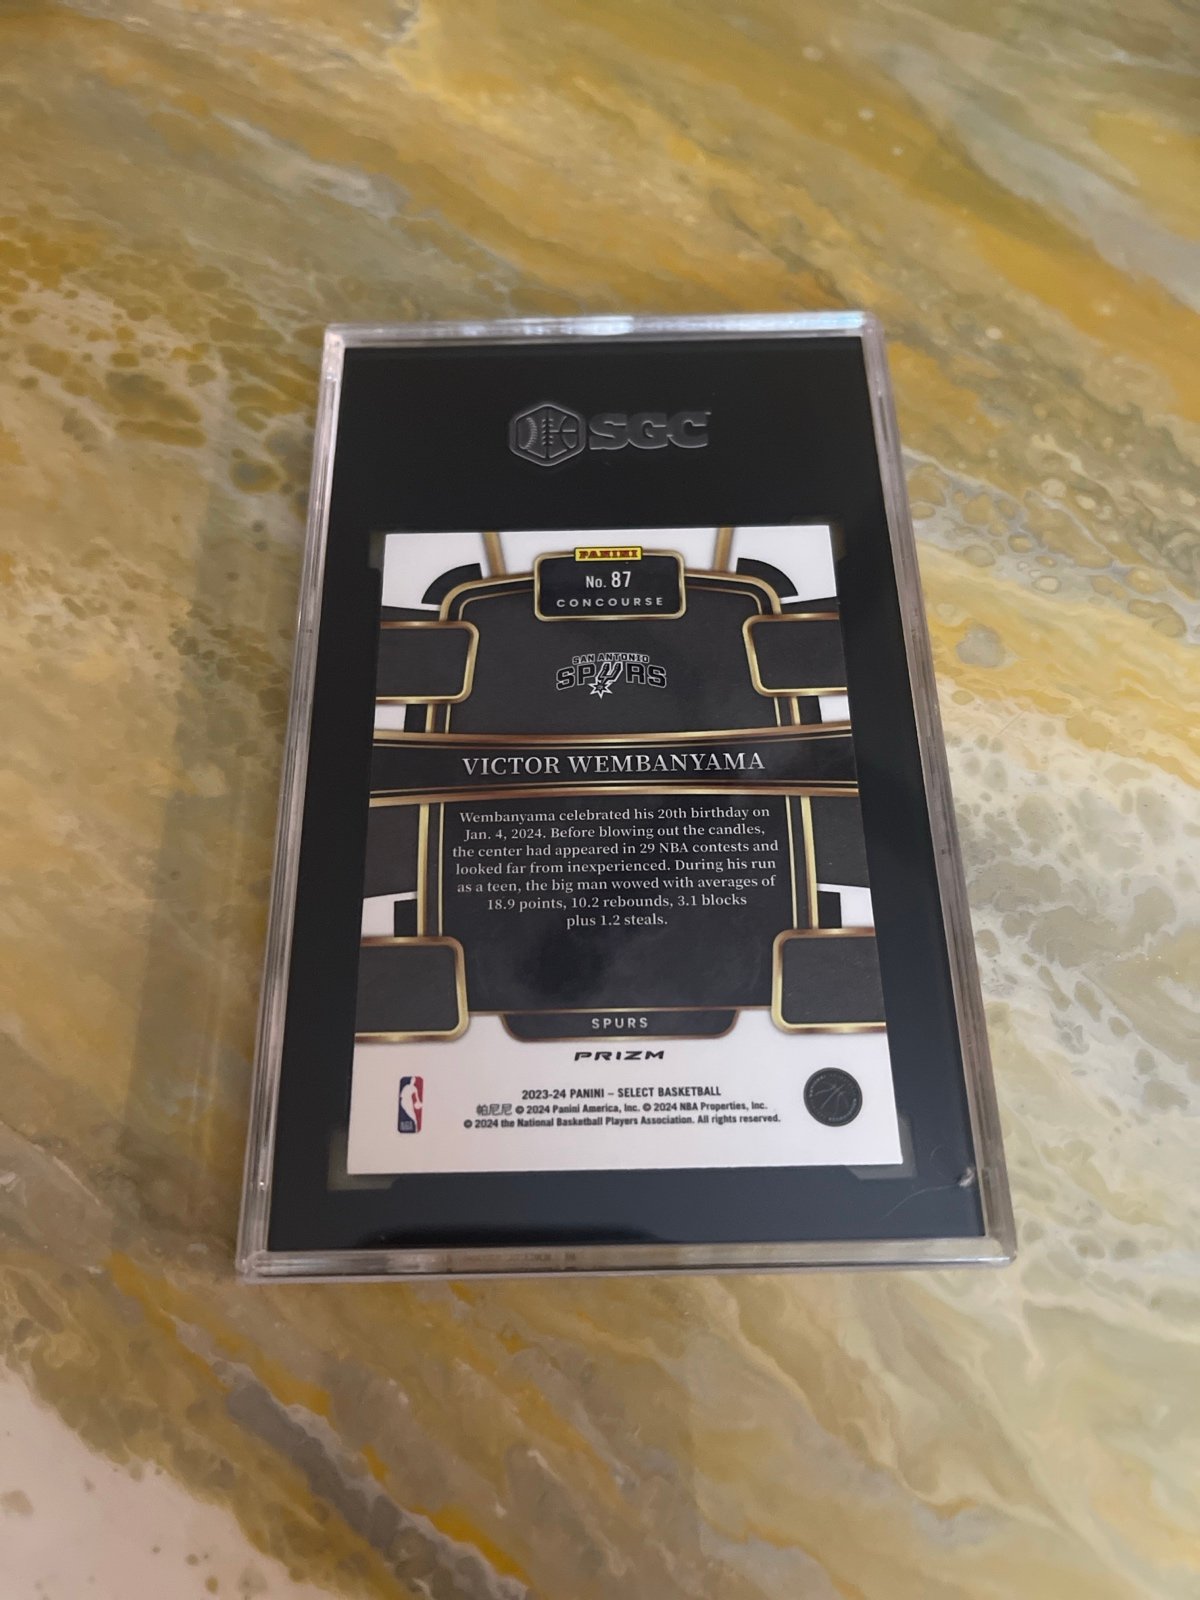 SGC
PANINI
No. 87
CONCOURSE
SAN ANTONIO
SPURS
VICTOR WEMBANYAMA
Wembanyama celebrated his 20th birthday on
Jan. 4, 2024. Before blowing out the candles,
the center had appeared in 29 NBA contests and
looked far from inexperienced. During his run
as a teen, the big man wowed with averages of
18.9 points, 10.2 rebounds, 3.1 blocks
plus 1.2 steals.
SPURS
PRIZM
2023-24 PANINI – SELECT BASKETBALL
帕尼尼 © 2024 Panini America, Inc. © 2024 NBA Properties, Inc.
© 2024 the National Basketball Players Association. All rights reserved.
NBA